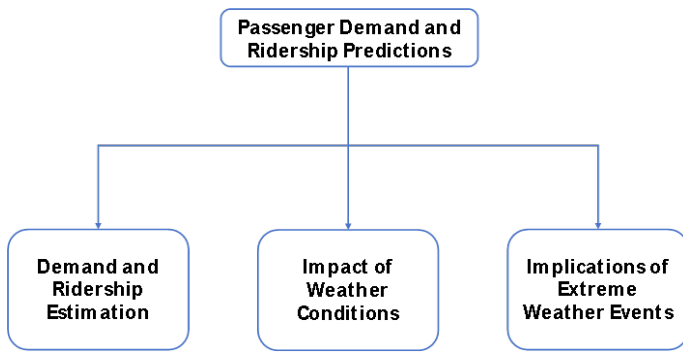 Passenger Demand and
Ridership Predictions
Demand and
Ridership
Estimation
Impact of
Weather
Conditions
Implications of
Extreme
Weather Events